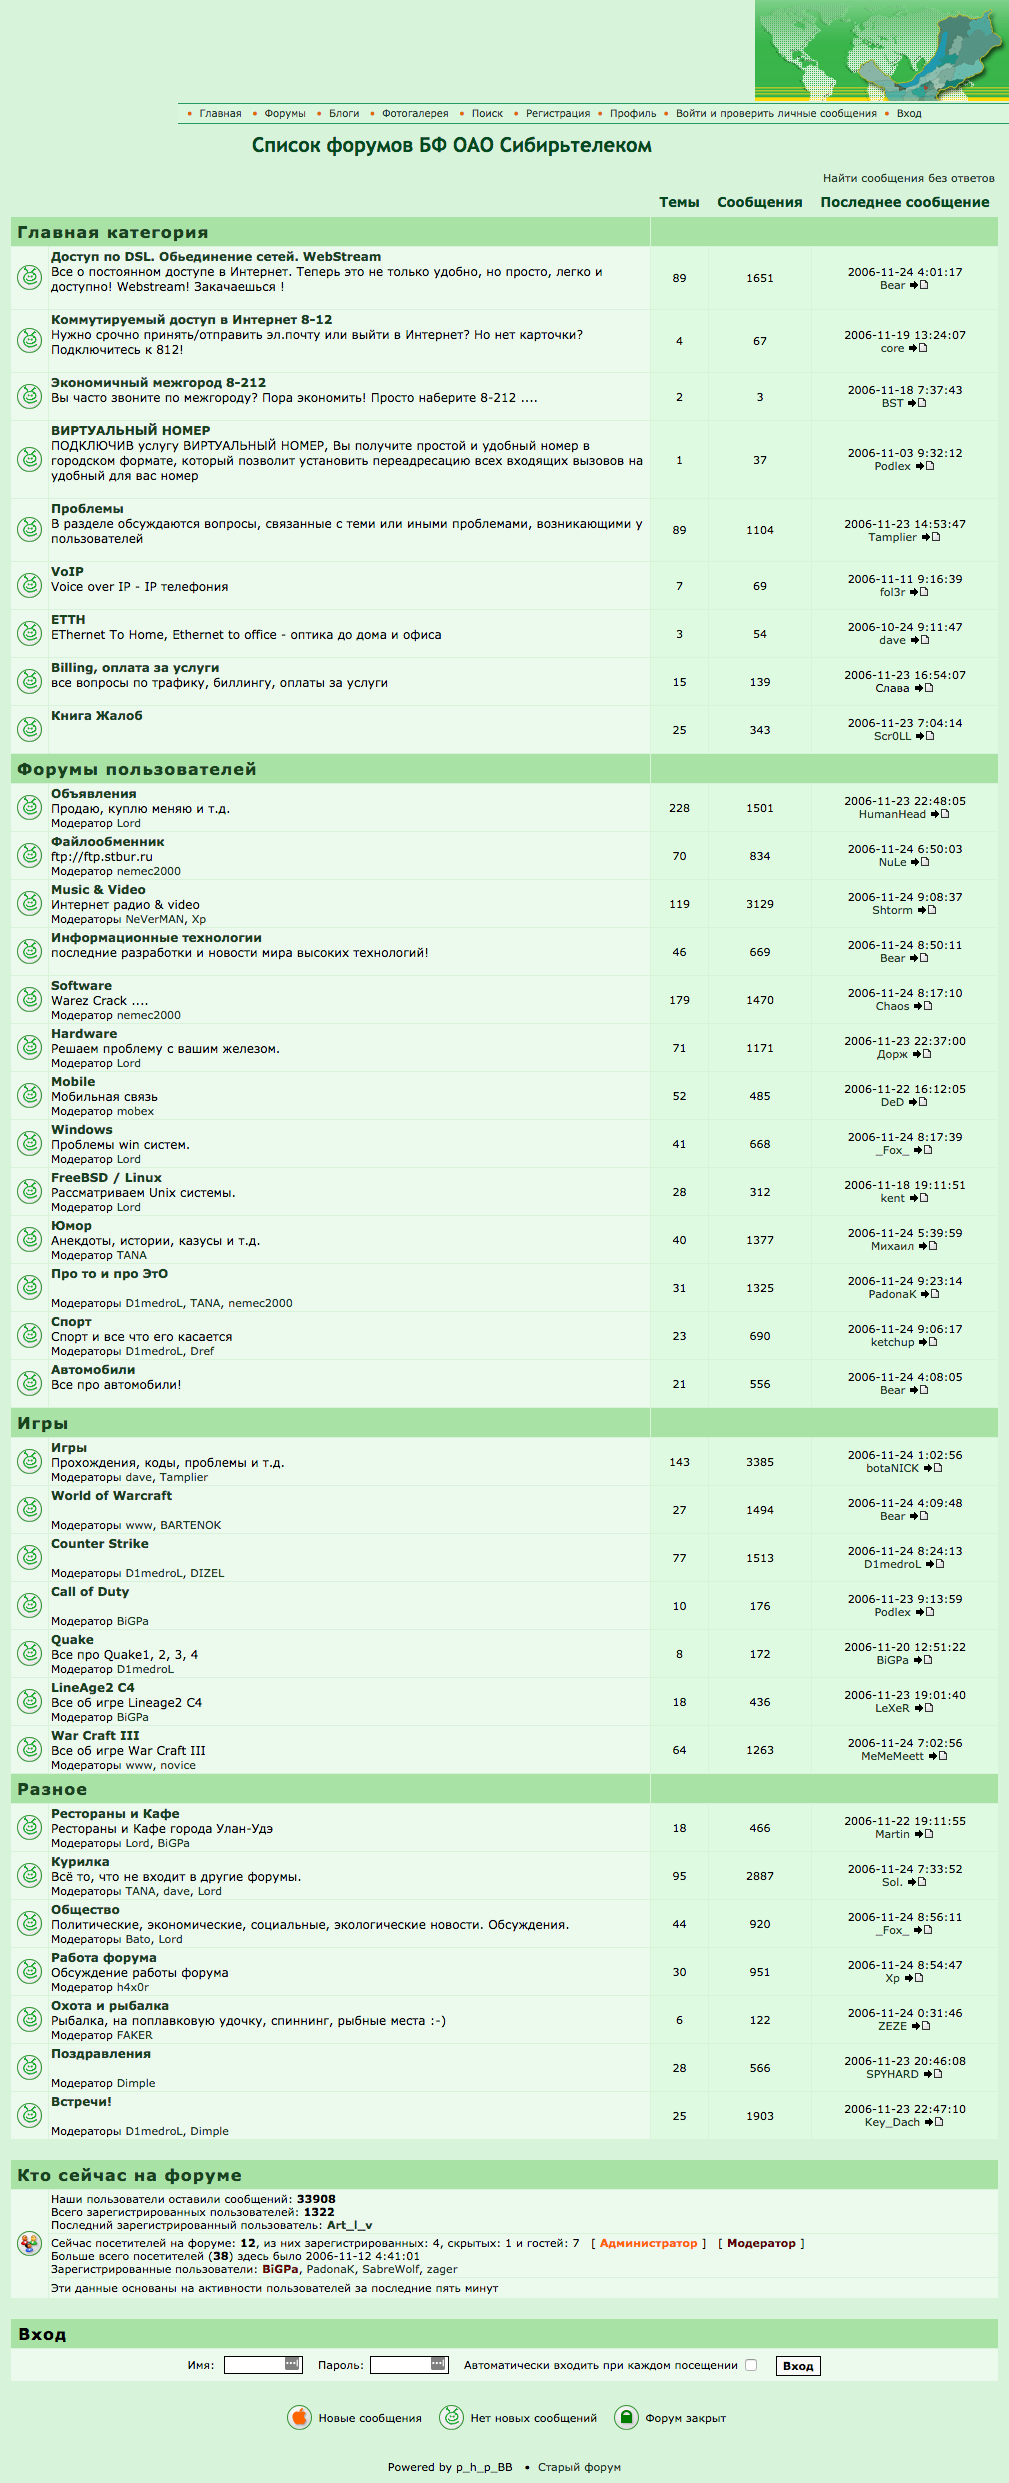 • Главная • Форумы • Блоги • Фотогалерея • Поиск • Регистрация • Профиль • Войти и проверить личные сообщения • Вход
Список форумов БФ ОАО Сибирьтелеком
Найти сообщения без ответов
Темы Сообщения Последнее сообщение
Главная категория
Доступ по DSL. Обьединение сетей. WebStream
Все о постоянном доступе в Интернет. Теперь это не только удобно, но просто, легко и
доступно! Webstream! Закачаешься !
89 1651 2006-11-24 4:01:17
Bear
Коммутируемый доступ в Интернет 8-12
Нужно срочно принять/отправить эл.почту или выйти в Интернет? Но нет карточки?
Подключитесь к 812!
4 67 2006-11-19 13:24:07
core
Экономичный межгород 8-212
Вы часто звоните по межгороду? Пора экономить! Просто наберите 8-212 ....
2 3 2006-11-18 7:37:43
BST
ВИРТУАЛЬНЫЙ НОМЕР
ПОДКЛЮЧИВ услугу ВИРТУАЛЬНЫЙ НОМЕР, Вы получите простой и удобный номер в
городском формате, который позволит установить переадресацию всех входящих вызовов на
удобный для вас номер
1 37 2006-11-03 9:32:12
Podlex
Проблемы
В разделе обсуждаются вопросы, связанные с теми или иными проблемами, возникающими у
пользователей
89 1104 2006-11-23 14:53:47
Tamplier
VoIP
Voice over IP - IP телефония
7 69 2006-11-11 9:16:39
fol3r
ETTH
EThernet To Home, Ethernet to office - оптика до дома и офиса
3 54 2006-10-24 9:11:47
dave
Billing, оплата за услуги
все вопросы по трафику, биллингу, оплаты за услуги
15 139 2006-11-23 16:54:07
Слава
Книга Жалоб
25 343 2006-11-23 7:04:14
Scr0LL
Форумы пользователей
Объявления
Продаю, куплю меняю и т.д.
Модератор Lord
228 1501 2006-11-23 22:48:05
HumanHead
Файлообменник
ftp://ftp.stbur.ru
Модератор nemec2000
70 834 2006-11-24 6:50:03
NuLe
Music & Video
Интернет радио & video
Модераторы NeVerMAN, Xp
119 3129 2006-11-24 9:08:37
Shtorm
Информационные технологии
последние разработки и новости мира высоких технологий!
46 669 2006-11-24 8:50:11
Bear
Software
Warez Crack ....
Модератор nemec2000
179 1470 2006-11-24 8:17:10
Chaos
Hardware
Решаем проблему с вашим железом.
Модератор Lord
71 1171 2006-11-23 22:37:00
Дорж
Mobile
Мобильная связь
Модератор mobex
52 485 2006-11-22 16:12:05
DeD
Windows
Проблемы win систем.
Модератор Lord
41 668 2006-11-24 8:17:39
_Fox_
FreeBSD / Linux
Рассматриваем Unix системы.
Модератор Lord
28 312 2006-11-18 19:11:51
kent
Юмор
Анекдоты, истории, казусы и т.д.
Модератор TANA
40 1377 2006-11-24 5:39:59
Михаил
Про то и про ЭтО
Модераторы D1medroL, TANA, nemec2000
31 1325 2006-11-24 9:23:14
PadonaK
Спорт
Спорт и все что его касается
Модераторы D1medroL, Dref
23 690 2006-11-24 9:06:17
ketchup
Автомобили
Все про автомобили!
21 556 2006-11-24 4:08:05
Bear
Игры
Игры
Прохождения, коды, проблемы и т.д.
Модераторы dave, Tamplier
143 3385 2006-11-24 1:02:56
botaNICK
World of Warcraft
Модераторы www, BARTENOK
27 1494 2006-11-24 4:09:48
Bear
Counter Strike
Модераторы D1medroL, DIZEL
77 1513 2006-11-24 8:24:13
D1medroL
Call of Duty
Модератор BiGPa
10 176 2006-11-23 9:13:59
Podlex
Quake
Все про Quake1, 2, 3, 4
Модератор D1medroL
8 172 2006-11-20 12:51:22
BiGPa
LineAge2 C4
Все об игре Lineage2 C4
Модератор BiGPa
18 436 2006-11-23 19:01:40
LeXeR
War Craft III
Все об игре War Craft III
Модераторы www, novice
64 1263 2006-11-24 7:02:56
MeMeMeett
Разное
Рестораны и Кафе
Рестораны и Кафе города Улан-Удэ
Модераторы Lord, BiGPa
18 466 2006-11-22 19:11:55
Martin
Курилка
Всё то, что не входит в другие форумы.
Модераторы TANA, dave, Lord
95 2887 2006-11-24 7:33:52
Sol.
Общество
Политические, экономические, социальные, экологические новости. Обсуждения.
Модераторы Bato, Lord
44 920 2006-11-24 8:56:11
_Fox_
Работа форума
Обсуждение работы форума
Модератор h4x0r
30 951 2006-11-24 8:54:47
Xp
Охота и рыбалка
Рыбалка, на поплавковую удочку, спиннинг, рыбные места :-)
Модератор FAKER
6 122 2006-11-24 0:31:46
ZEZE
Поздравления
Модератор Dimple
28 566 2006-11-23 20:46:08
SPYHARD
Встречи!
Модераторы D1medroL, Dimple
25 1903 2006-11-23 22:47:10
Key_Dach
Кто сейчас на форуме
Наши пользователи оставили сообщений: 33908
Всего зарегистрированных пользователей: 1322
Последний зарегистрированный пользователь: Art_l_v
Сейчас посетителей на форуме: 12, из них зарегистрированных: 4, скрытых: 1 и гостей: 7 [ Администратор ] [ Модератор ]
Больше всего посетителей (38) здесь было 2006-11-12 4:41:01
Зарегистрированные пользователи: BiGPa, PadonaK, SabreWolf, zager
Эти данные основаны на активности пользователей за последние пять минут
Вход
Имя: Пароль: Автоматически входить при каждом посещении Вход
Новые сообщения Нет новых сообщений Форум закрыт
Powered by p_h_p_BB • Старый форум